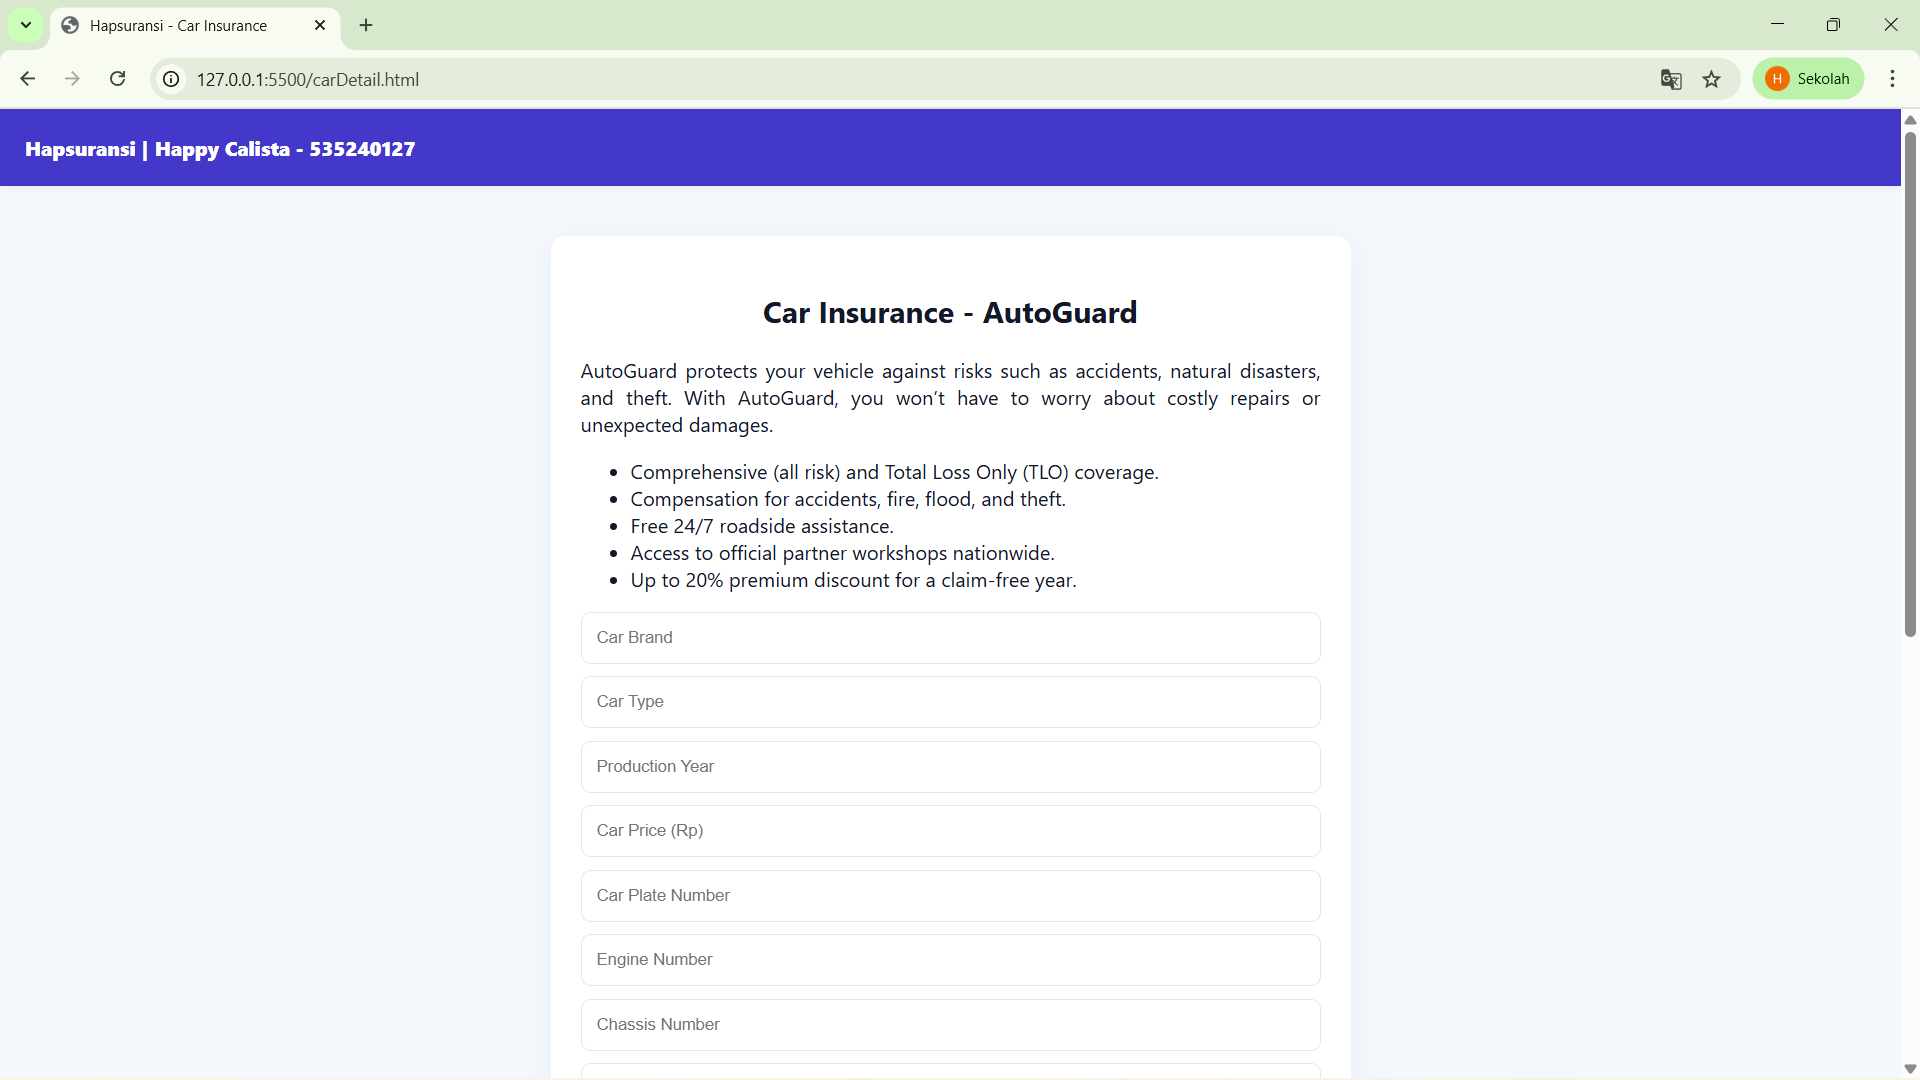 Hapsuransi - Car Insurance
127.0.0.1:5500/carDetail.html
H Sekolah
Hapsuransi | Happy Calista - 535240127
Car Insurance - AutoGuard
AutoGuard protects your vehicle against risks such as accidents, natural disasters,
and theft. With AutoGuard, you won’t have to worry about costly repairs or
unexpected damages.
• Comprehensive (all risk) and Total Loss Only (TLO) coverage.
• Compensation for accidents, fire, flood, and theft.
• Free 24/7 roadside assistance.
• Access to official partner workshops nationwide.
• Up to 20% premium discount for a claim-free year.
Car Brand
Car Type
Production Year
Car Price (Rp)
Car Plate Number
Engine Number
Chassis Number